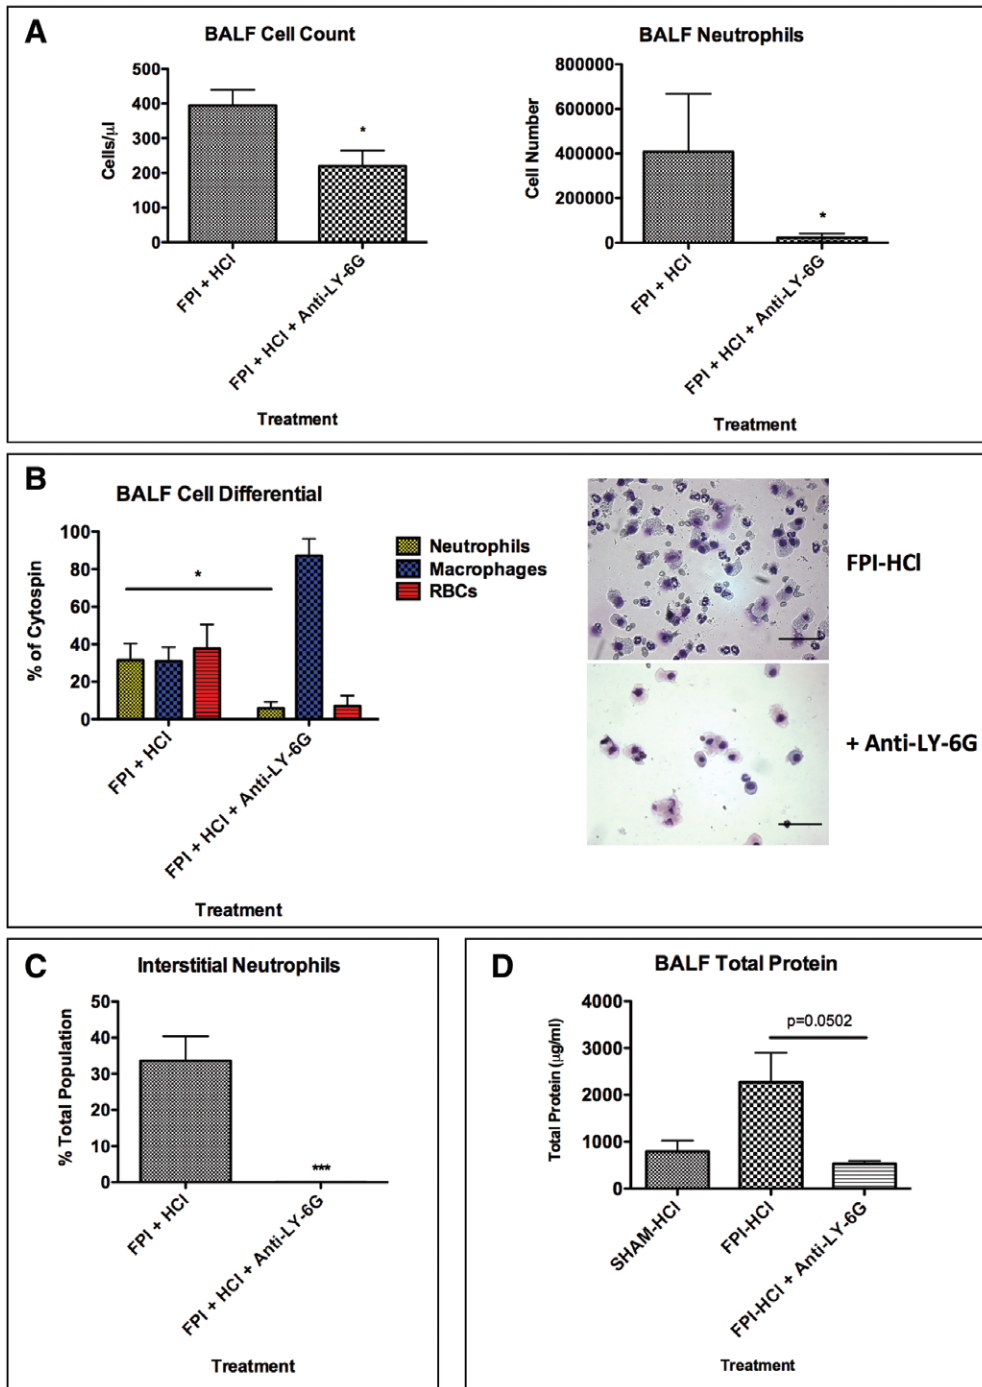 A
BALF Cell Count
Cells/µl
500
400
300
200
100
0
*
FPI + HCl
FPI + HCl + Anti-LY-6G
Treatment
BALF Neutrophils
Cell Number
800000
600000
400000
200000
0
*
FPI + HCl
FPI + HCl + Anti-LY-6G
Treatment
B
BALF Cell Differential
% of Cytospin
100
80
60
40
20
0
*
FPI + HCl
FPI + HCl + Anti-LY-6G
Treatment
Neutrophils
Macrophages
RBCs
FPI-HCl
+ Anti-LY-6G
C
Interstitial Neutrophils
% Total Population
50
40
30
20
10
0
***
FPI + HCl
FPI + HCl + Anti-LY-6G
Treatment
D
BALF Total Protein
Total Protein (µg/ml)
4000
3000
2000
1000
0
p=0.0502
SHAM-HCl
FPI-HCl
FPI-HCl + Anti-LY-6G
Treatment